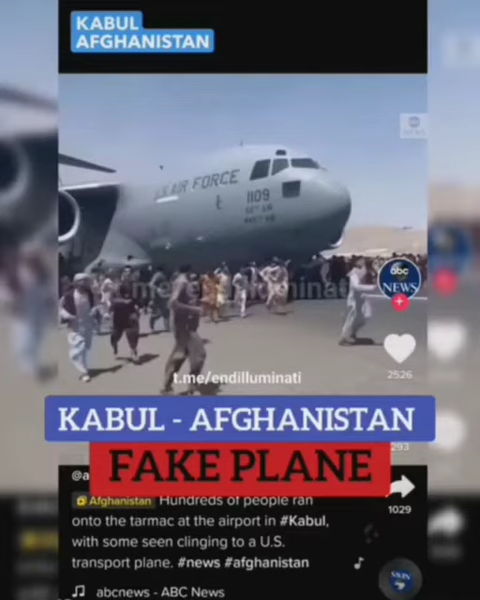 KABUL
AFGHANISTAN
NEWS
U.S. AIR FORCE
1109
abc
NEWS
2526
t.me/endilluminati
KABUL - AFGHANISTAN
293
FAKE PLANE
@a
Afghanistan Hundreds of people ran
1029
onto the tarmac at the airport in #Kabul,
with some seen clinging to a U.S.
transport plane. #news #afghanistan
abcnews - ABC News